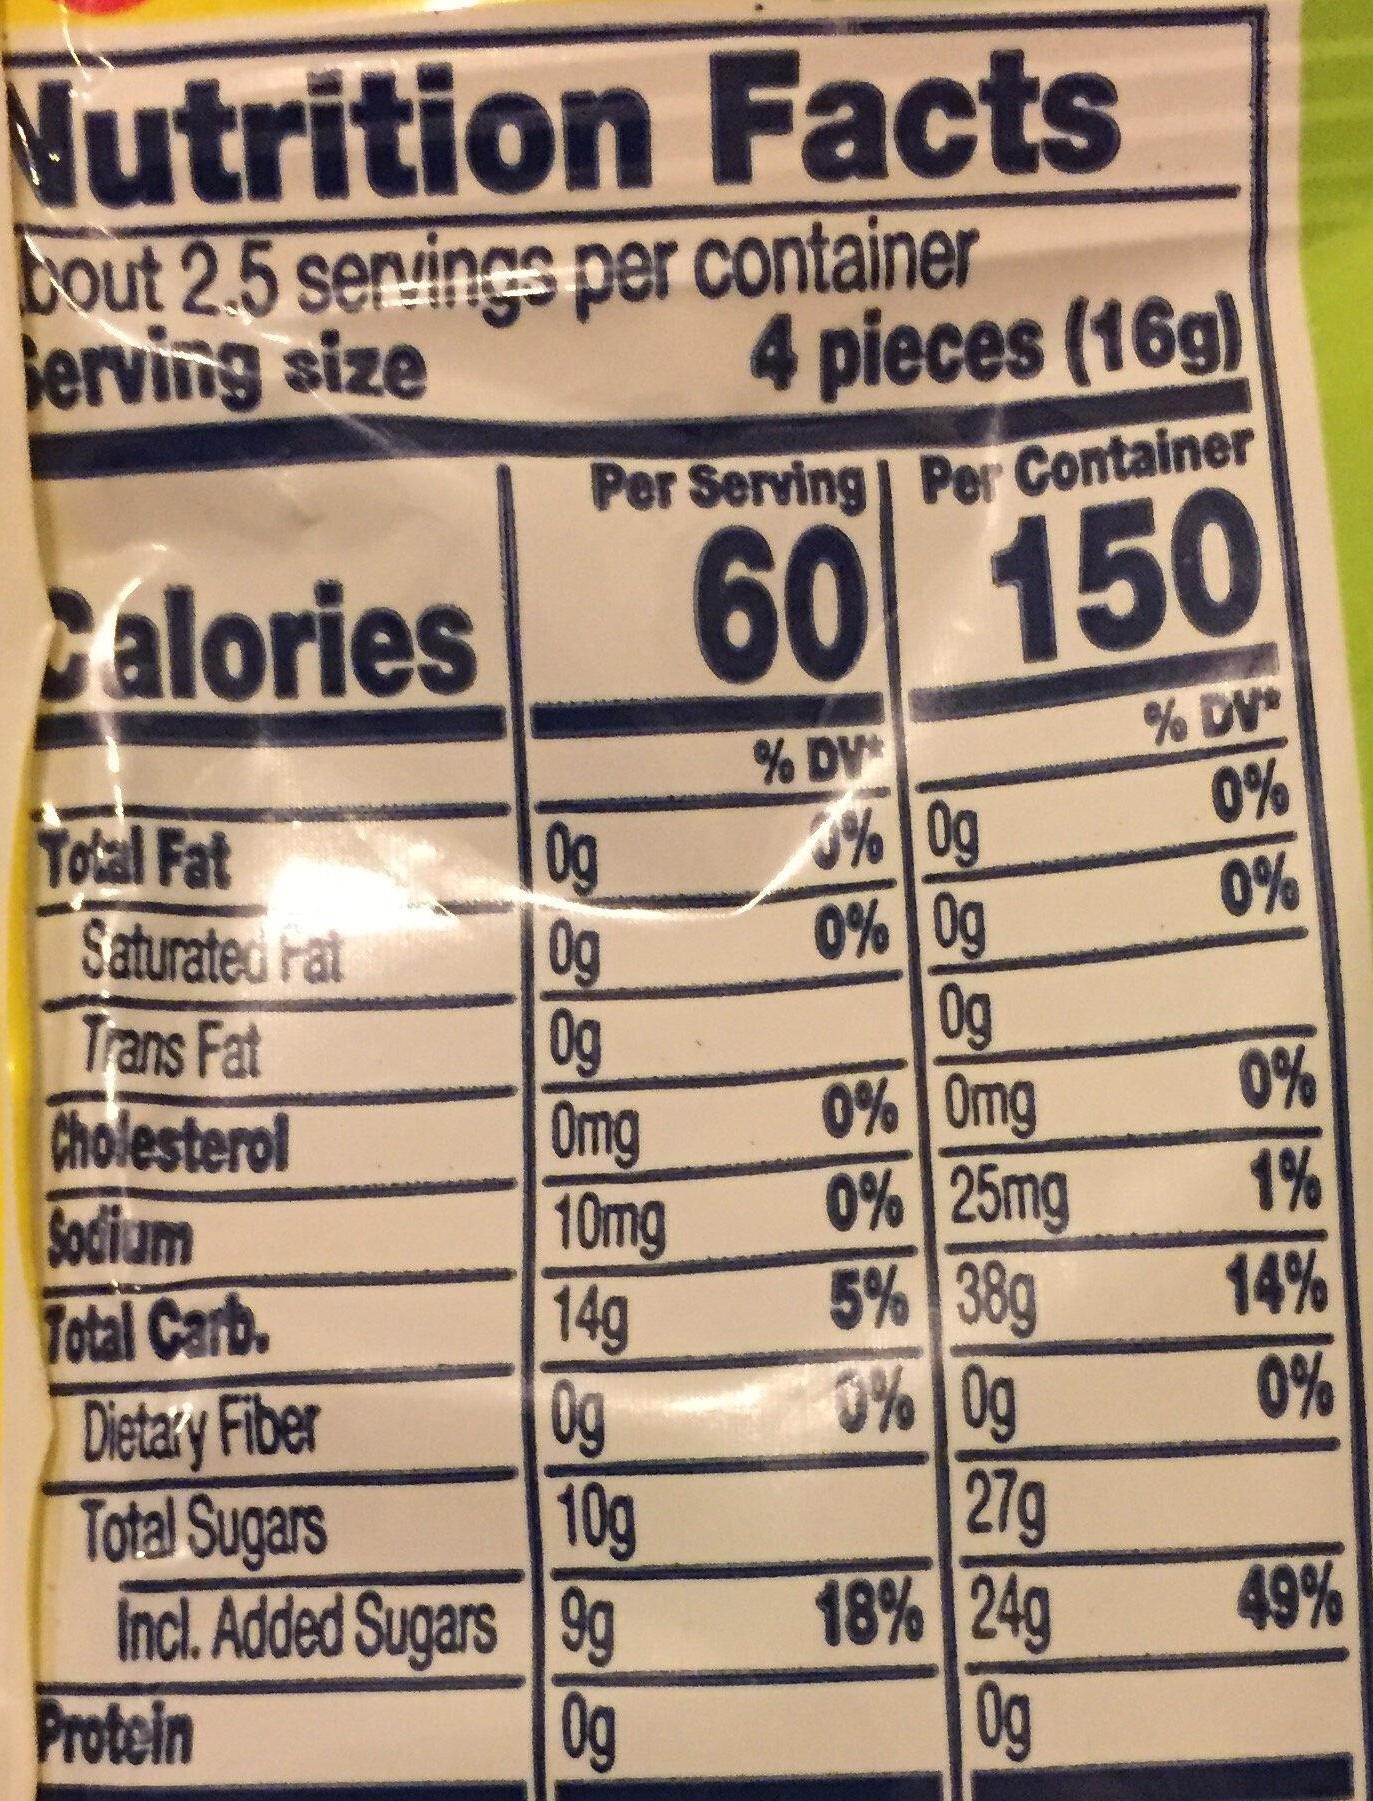 Nutrition Facts
bout 2.5 servings per container
Serving size 4 pieces (16g)
Per Serving Per Container
Calories 60 150
% DV* % DV*
Total Fat 0g 0% 0g 0%
Saturated Fat 0g 0% 0g 0%
Trans Fat 0g 0g
Cholesterol 0mg 0% 0mg 0%
Sodium 10mg 0% 25mg 1%
Total Carb. 14g 5% 38g 14%
Dietary Fiber 0g 0% 0g 0%
Total Sugars 10g 27g
Incl. Added Sugars 9g 18% 24g 49%
Protein 0g 0g